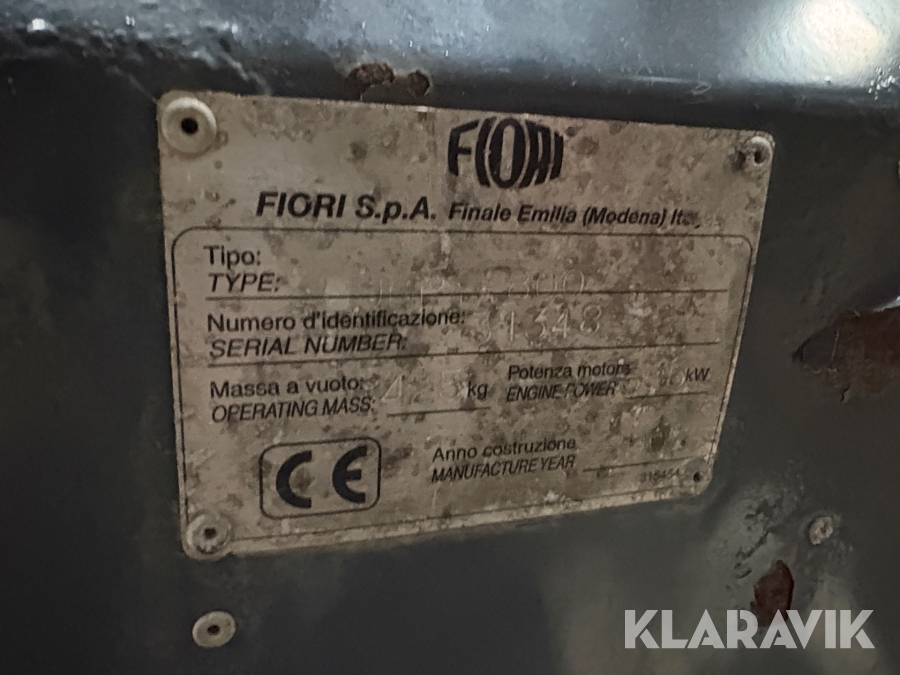 FIORI
FIORI S.p.A. Finale Emilia (Modena)
Tipo:
TYPE:
Numero d'identificazione:
SERIAL NUMBER: 31348
Massa a vuoto: kg
OPERATING MASS:
Potenza motore kW
ENGINE POWER
CE
Anno costruzione
MANUFACTURE YEAR
KLARAVIK